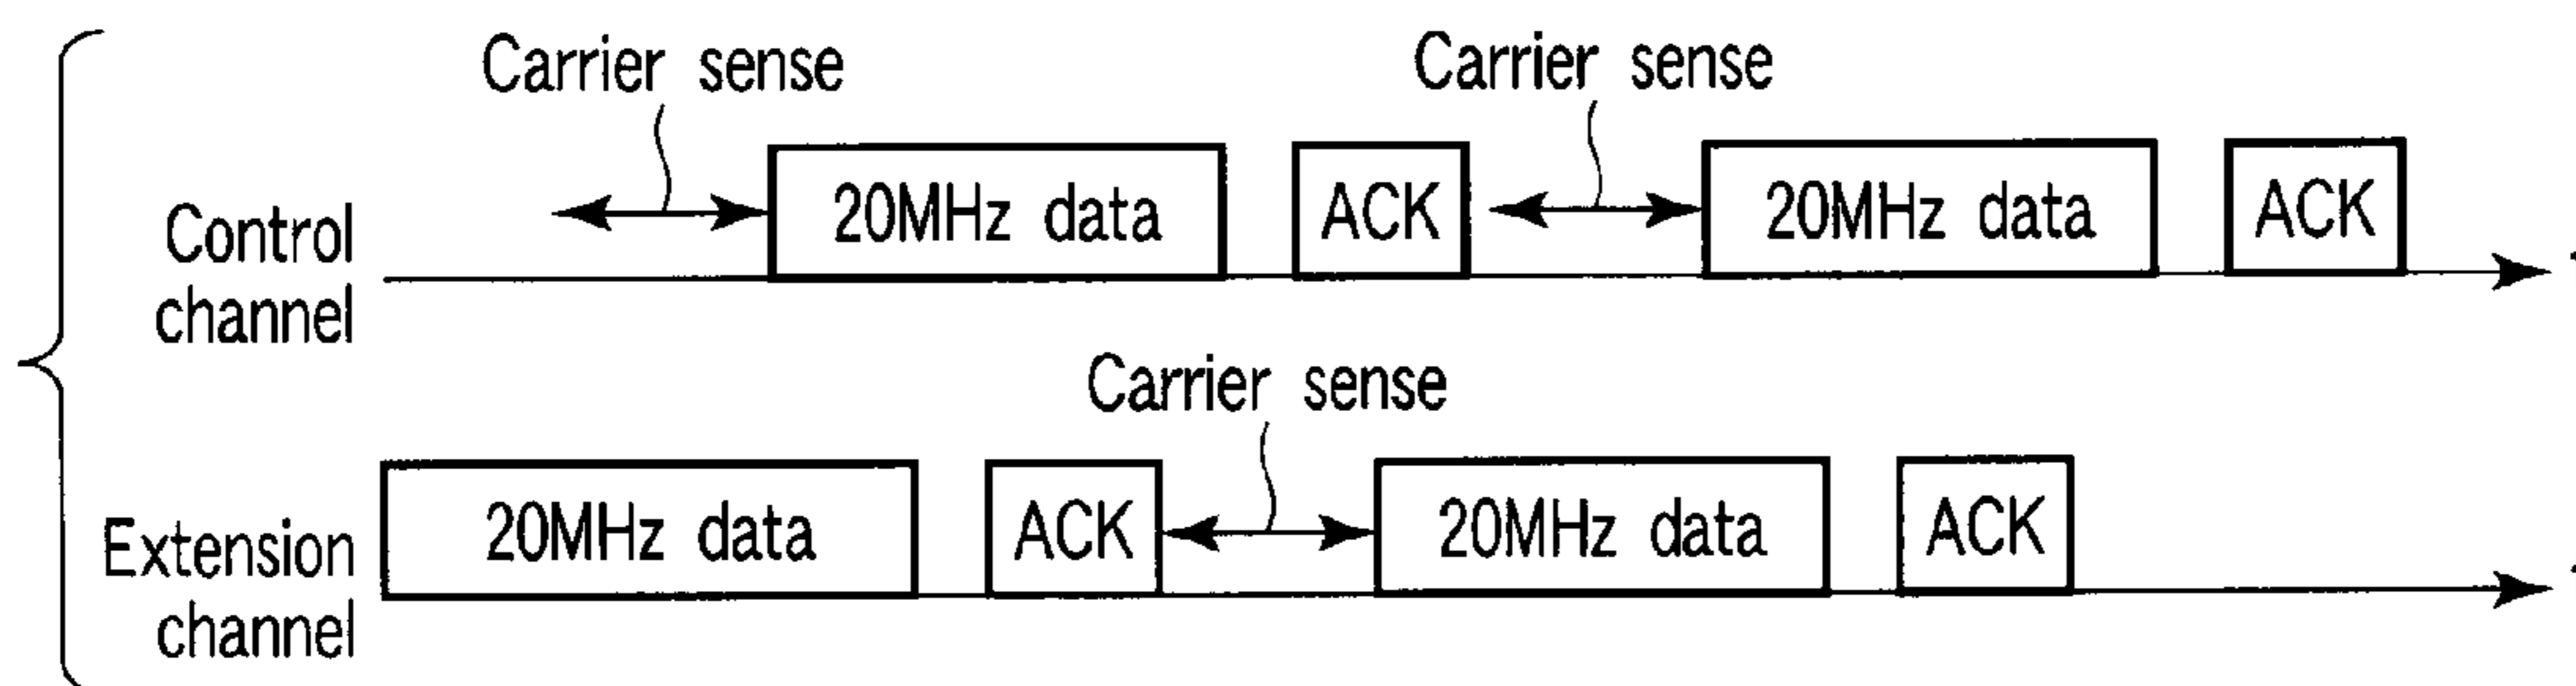 Carrier sense
Carrier sense
Control
channel
20MHz data
ACK
20MHz data
ACK
Carrier sense
Extension
channel
20MHz data
ACK
20MHz data
ACK